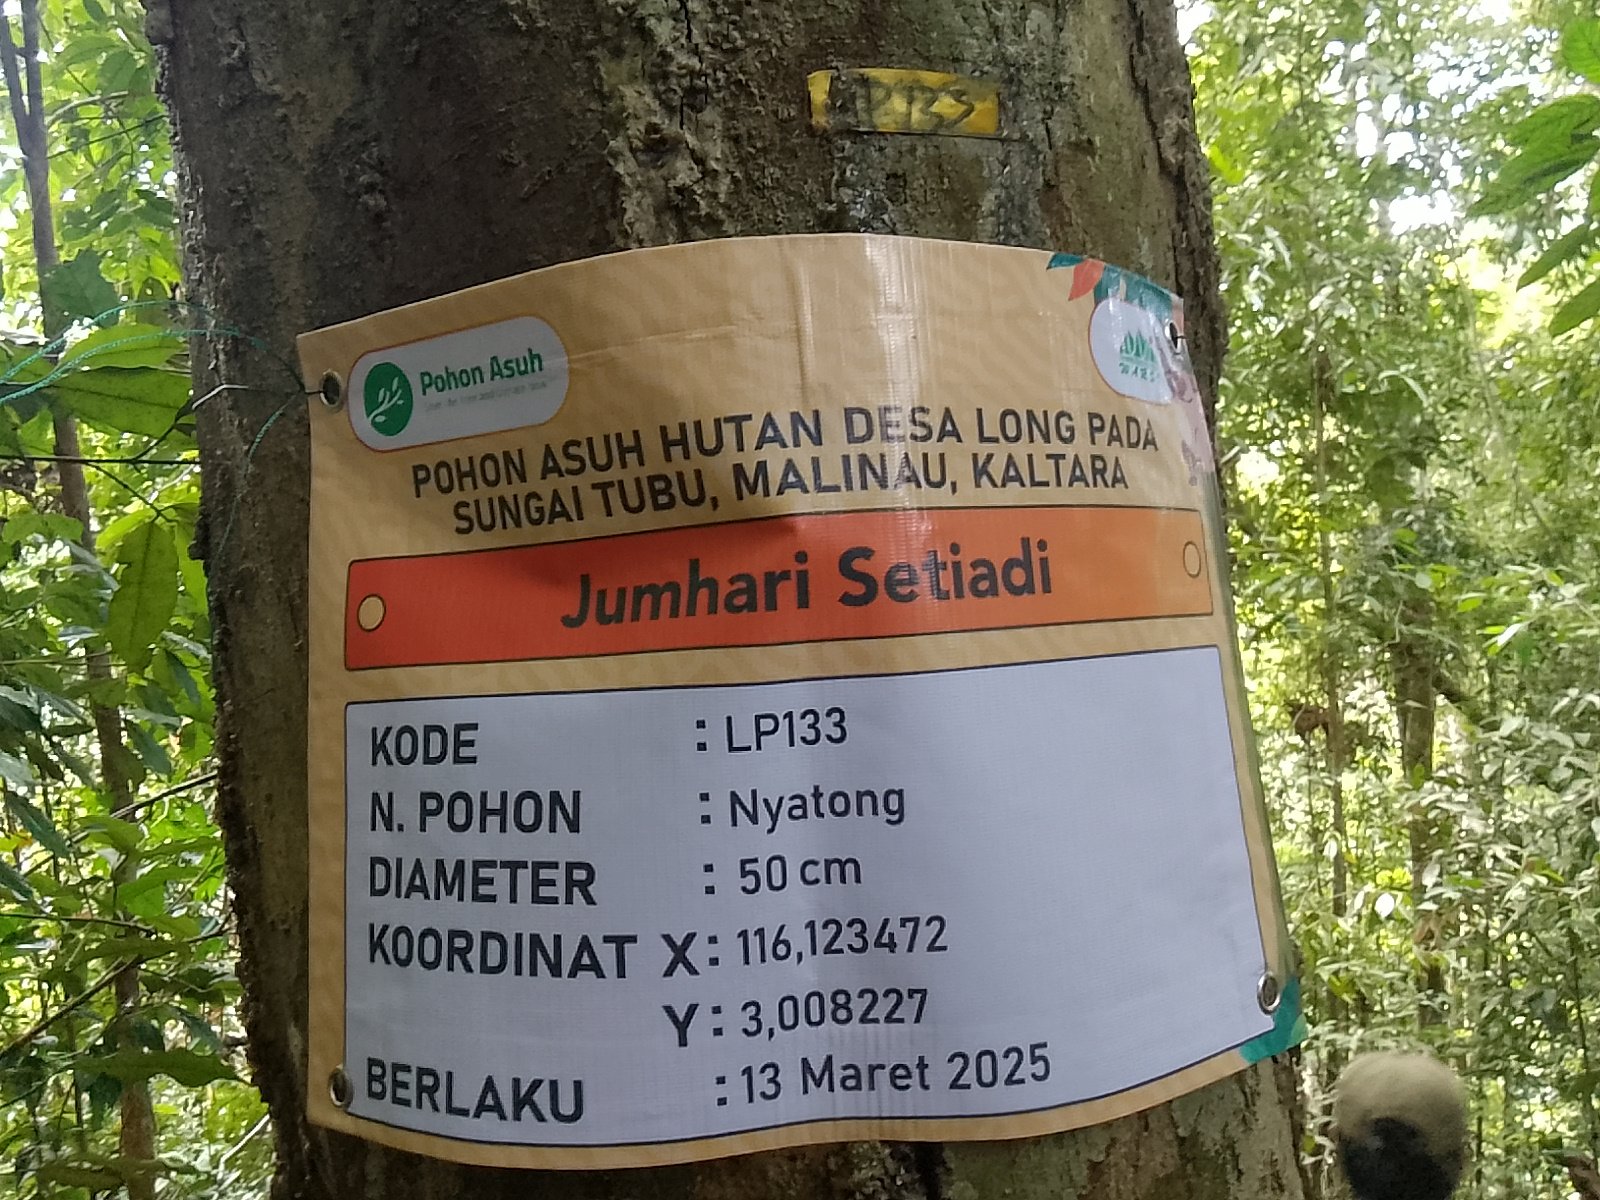 Pohon Asuh
WARSI
POHON ASUH HUTAN DESA LONG PADA
SUNGAI TUBU, MALINAU, KALTARA
Jumhari Setiadi
KODE : LP133
N. POHON : Nyatong
DIAMETER : 50 cm
KOORDINAT X : 116,123472
Y : 3,008227
BERLAKU : 13 Maret 2025